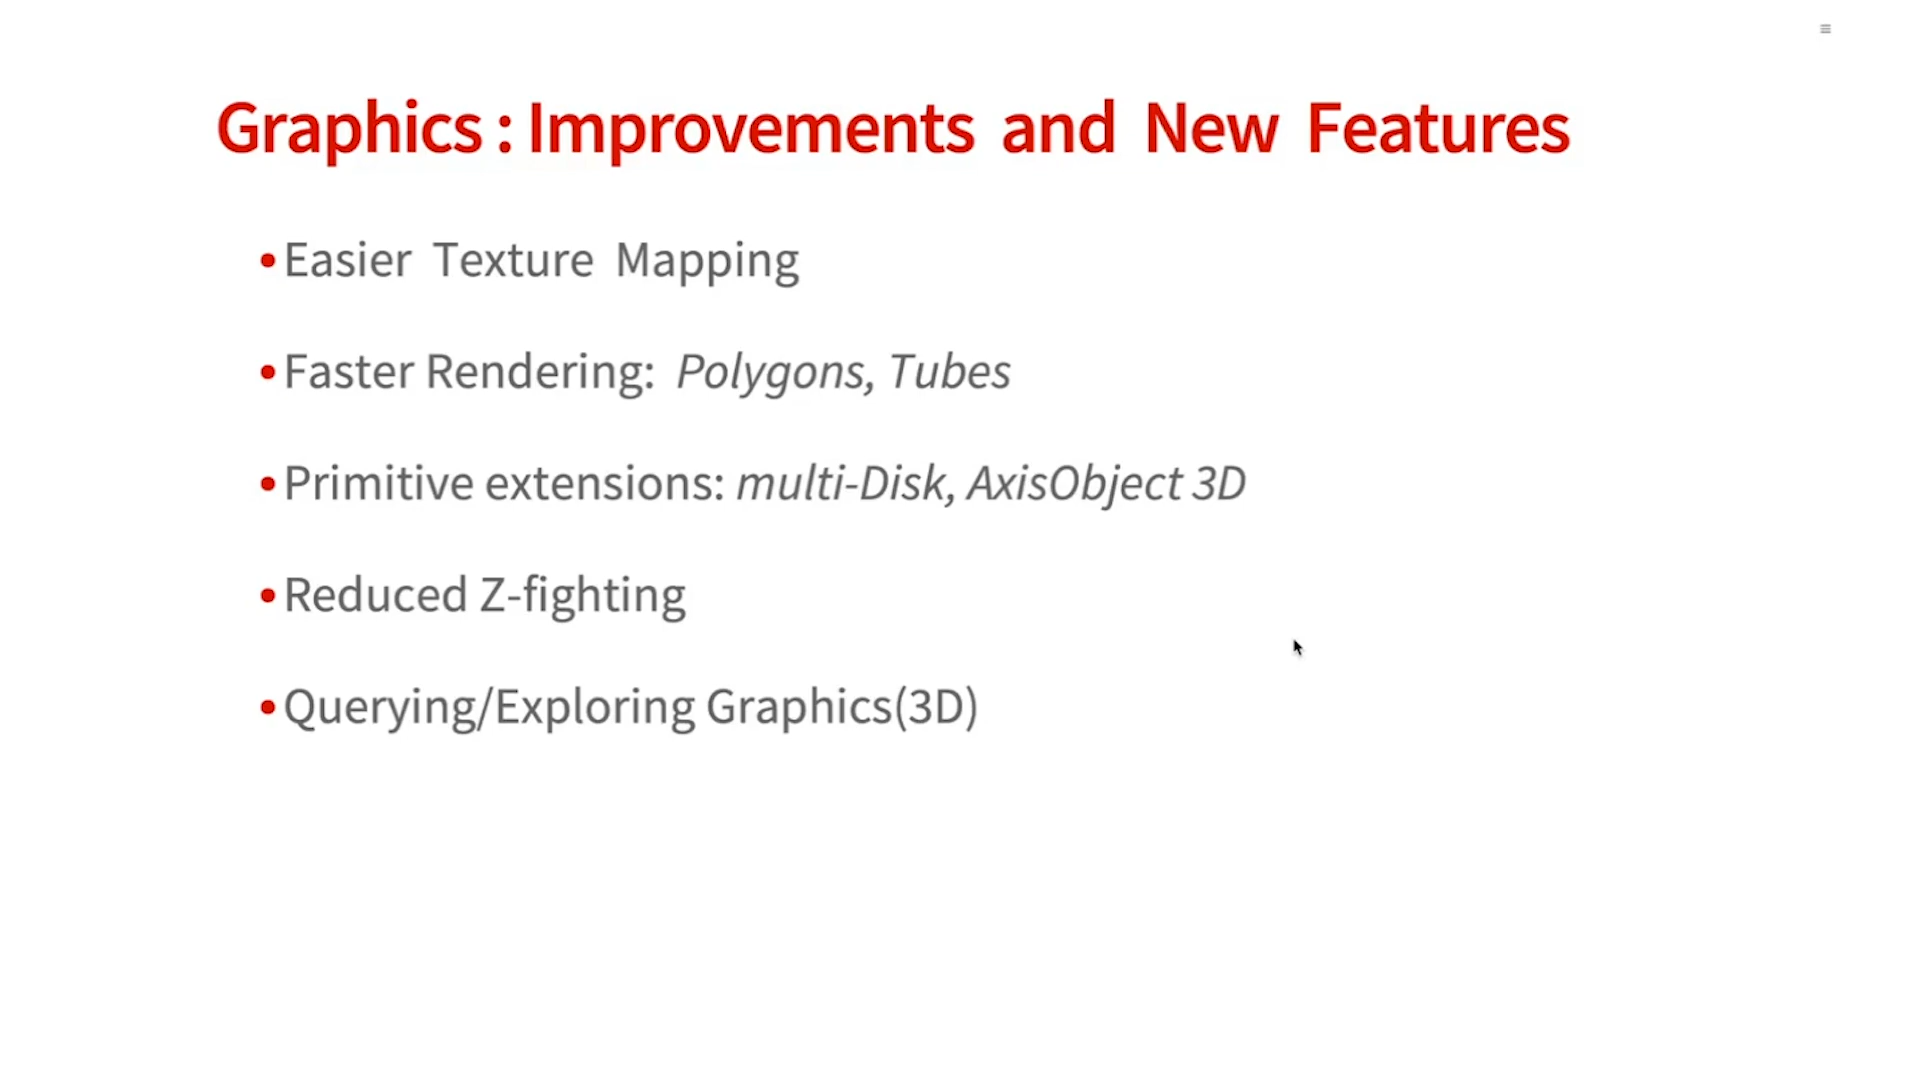 Graphics : Improvements and New Features
• Easier Texture Mapping
• Faster Rendering: Polygons, Tubes
• Primitive extensions: multi-Disk, AxisObject 3D
• Reduced Z-fighting
• Querying/Exploring Graphics(3D)